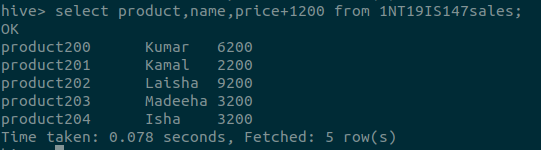 hive> select product,name,price+1200 from 1NT19IS147sales;
OK
product200 Kumar 6200
product201 Kamal 2200
product202 Laisha 9200
product203 Madeeha 3200
product204 Isha 3200
Time taken: 0.078 seconds, Fetched: 5 row(s)